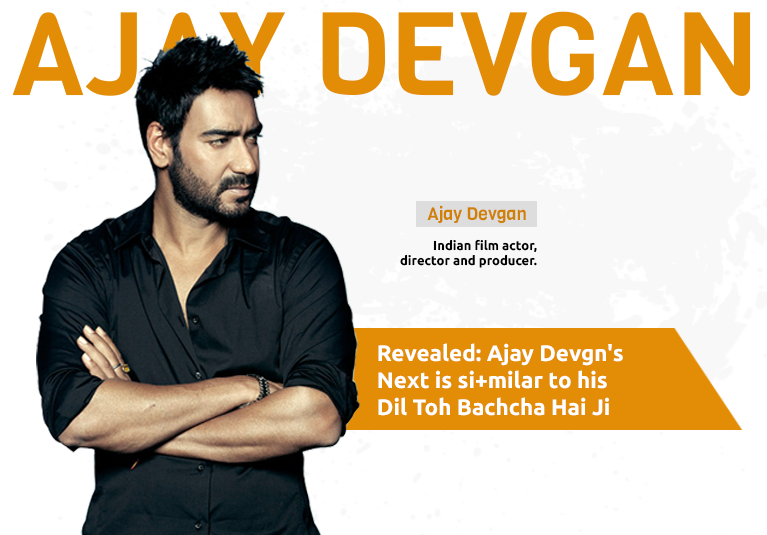 AJAY DEVGAN
Ajay Devgan
Indian film actor,
director and producer.
Revealed: Ajay Devgn's
Next is si+milar to his
Dil Toh Bachcha Hai Ji